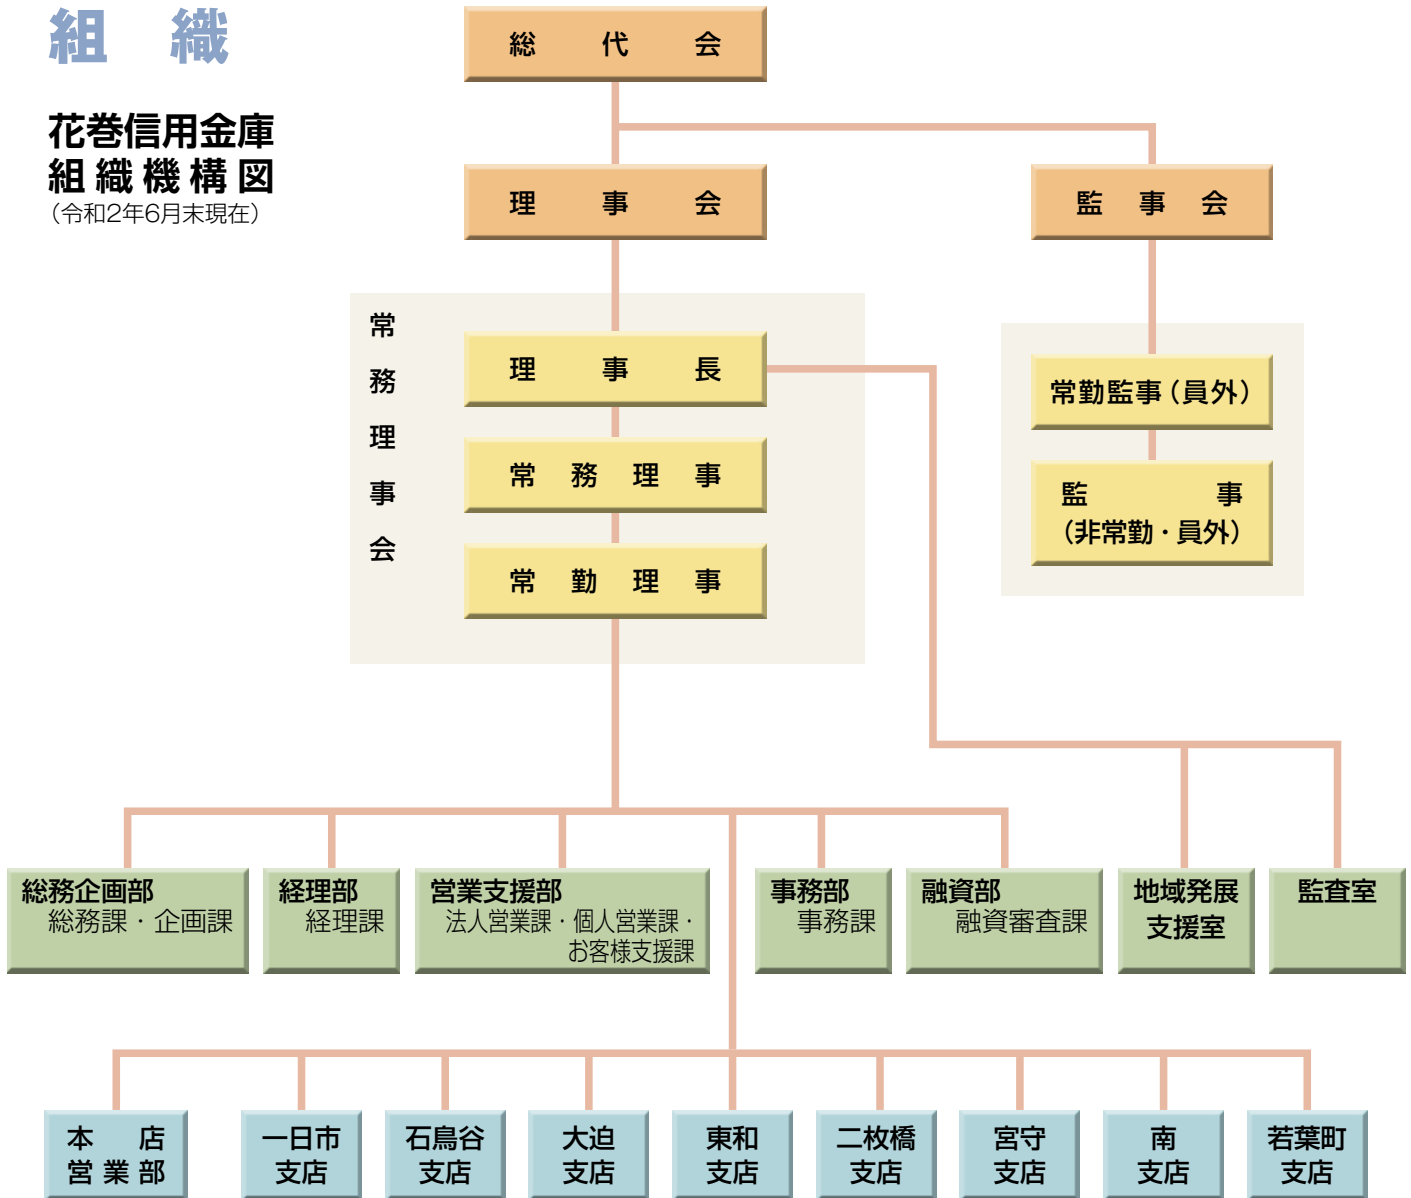 組織
花巻信用金庫
組織機構図
（令和2年6月末現在）
総代会
理事会
監事会
常務理事会
理事長
常務理事
常勤理事
常勤監事（員外）
監事
（非常勤・員外）
総務企画部
総務課・企画課
経理部
経理課
営業支援部
法人営業課・個人営業課・
お客様支援課
事務部
事務課
融資部
融資審査課
地域発展
支援室
監査室
本店
営業部
一日市
支店
石鳥谷
支店
大迫
支店
東和
支店
二枚橋
支店
宮守
支店
南
支店
若葉町
支店